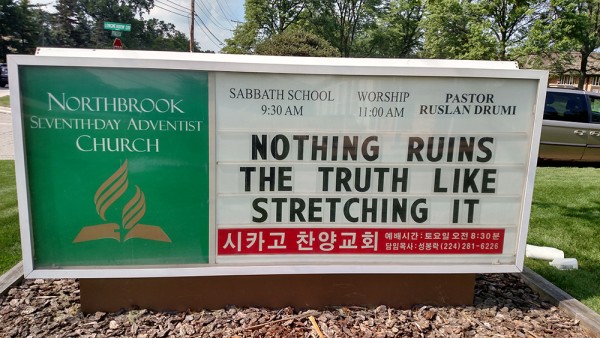 NORTHBROOK
SEVENTH-DAY ADVENTIST
CHURCH
SABBATH SCHOOL
9:30 AM
WORSHIP
11:00 AM
PASTOR
RUSLAN DRUMI
NOTHING RUINS
THE TRUTH LIKE
STRETCHING IT
시카고 찬양교회
예배시간 : 토요일 오전 8:30분
담임목사: 성봉학 (224) 281-6226